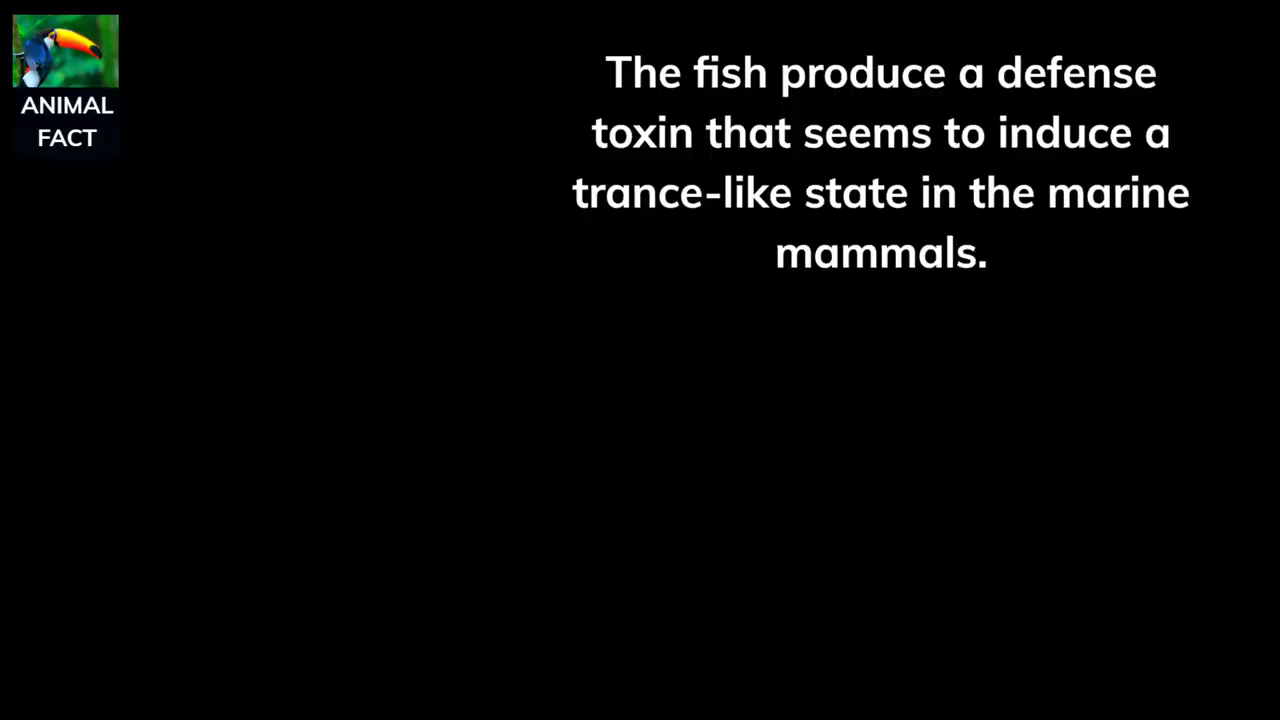 ANIMAL
FACT
The fish produce a defense
toxin that seems to induce a
trance-like state in the marine
mammals.